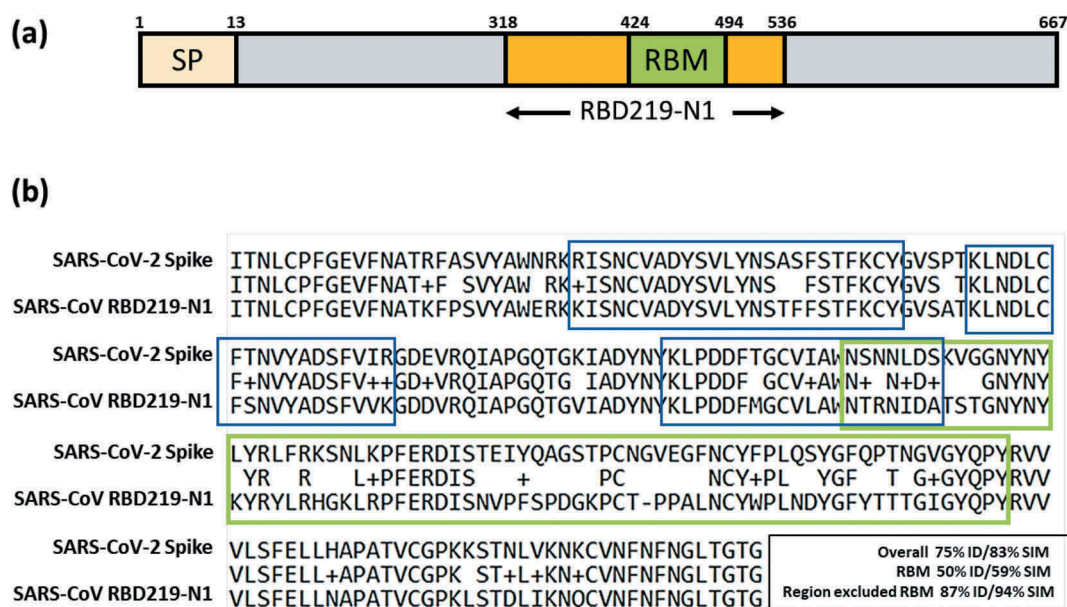 (a)
1 13 318 424 494 536 667
SP RBM
RBD219-N1
(b)
SARS-CoV-2 Spike ITNLCPFGEVFNATRFASVYAWNRKRISNCVADYSVLYNSASFSTFKCYGVSPTKLNDLC
ITNLCPFGEVFNAT+F SVYAW RK+ISNCVADYSVLYNS FSTFKCYGVS TKLNDLC
SARS-CoV RBD219-N1 ITNLCPFGEVFNATKFPSVYAWERKKISNCVADYSVLYNSTFFSTFKCYGVSATKLNDLC
SARS-CoV-2 Spike FTNVYADSFVIRGDEVRQIAPGQTGKIADYNYKLPDDFTGCVIAWNSNNLDSKVGGNYNY
F+NVYADSFV++GD+VRQIAPGQTG IADYNYKLPDDF GCV+AWN+ N+D+ GNYNY
SARS-CoV RBD219-N1 FSNVYADSFVVKGDDVRQIAPGQTGVIADYNYKLPDDFMGCVLAWNTRNIDATSTGNYNY
SARS-CoV-2 Spike LYRLFRKSNLKPFERDISTEIYQAGSTPCNGVEGFNCYFPLQSYGFQPTNGVGYQPYRVV
YR R L+PFERDIS + PC NCY+PL YGF T G+GYQPYRVV
SARS-CoV RBD219-N1 KYRYLRHGKLRPFERDISNVPFSPDGKPCT-PPALNCYWPLNDYGFYTTTGIGYQPYRVV
SARS-CoV-2 Spike VLSFELLHAPATVCGPKKSTNLVKNKCVNFNFNGLTGTG
VLSFELL+APATVCGPK ST+L+KN+CVNFNFNGLTGTG
SARS-CoV RBD219-N1 VLSFELLNAPATVCGPKLSTDLIKNQCVNFNFNGLTGTG
Overall 75% ID/83% SIM
RBM 50% ID/59% SIM
Region excluded RBM 87% ID/94% SIM